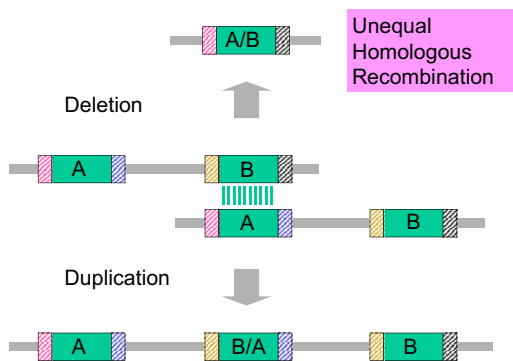 A/B
Unequal
Homologous
Recombination
Deletion
A
B
A
B
Duplication
A
B/A
B